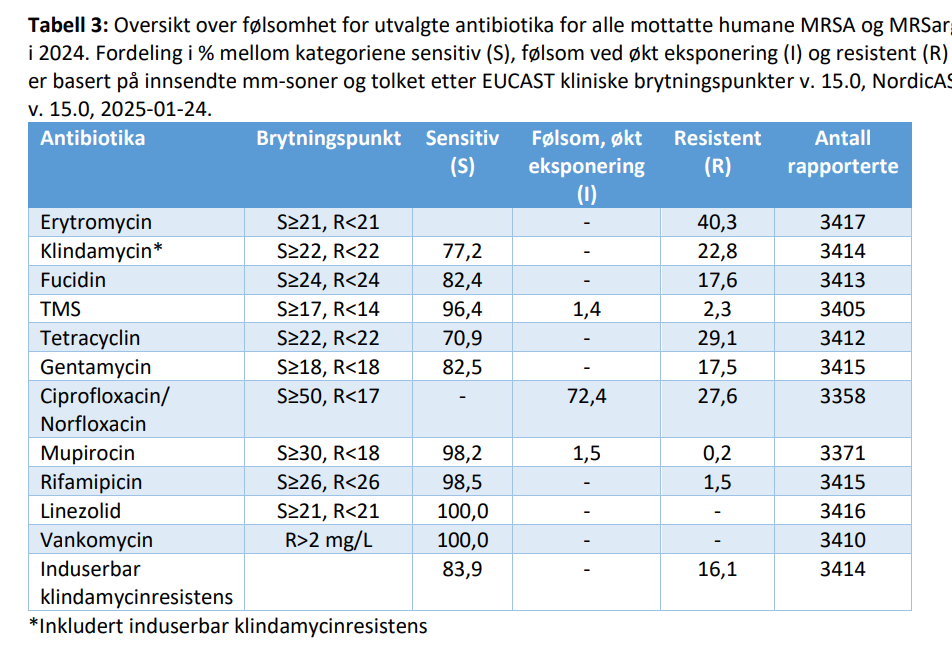 Tabell 3: Oversikt over følsomhet for utvalgte antibiotika for alle mottatte humane MRSA og MRSarg
i 2024. Fordeling i % mellom kategoriene sensitiv (S), følsom ved økt eksponering (I) og resistent (R)
er basert på innsendte mm-soner og tolket etter EUCAST kliniske brytningspunkter v. 15.0, NordicAS
v. 15.0, 2025-01-24.
Antibiotika Brytningspunkt Sensitiv (S) Følsom, økt eksponering (I) Resistent (R) Antall rapporterte
Erytromycin S≥21, R<21 - 40,3 3417
Klindamycin* S≥22, R<22 77,2 - 22,8 3414
Fucidin S≥24, R<24 82,4 - 17,6 3413
TMS S≥17, R<14 96,4 1,4 2,3 3405
Tetracyclin S≥22, R<22 70,9 - 29,1 3412
Gentamycin S≥18, R<18 82,5 - 17,5 3415
Ciprofloxacin/ Norfloxacin S≥50, R<17 - 72,4 27,6 3358
Mupirocin S≥30, R<18 98,2 1,5 0,2 3371
Rifamipicin S≥26, R<26 98,5 - 1,5 3415
Linezolid S≥21, R<21 100,0 - - 3416
Vankomycin R>2 mg/L 100,0 - - 3410
Induserbar klindamycinresistens 83,9 - 16,1 3414
*Inkludert induserbar klindamycinresistens